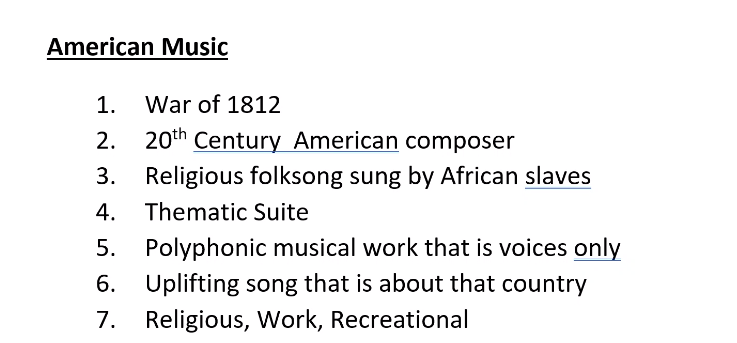 American Music
1. War of 1812
2. 20th Century  American composer
3. Religious folksong sung by African slaves
4. Thematic Suite
5. Polyphonic musical work that is voices only
6. Uplifting song that is about that country
7. Religious, Work, Recreational